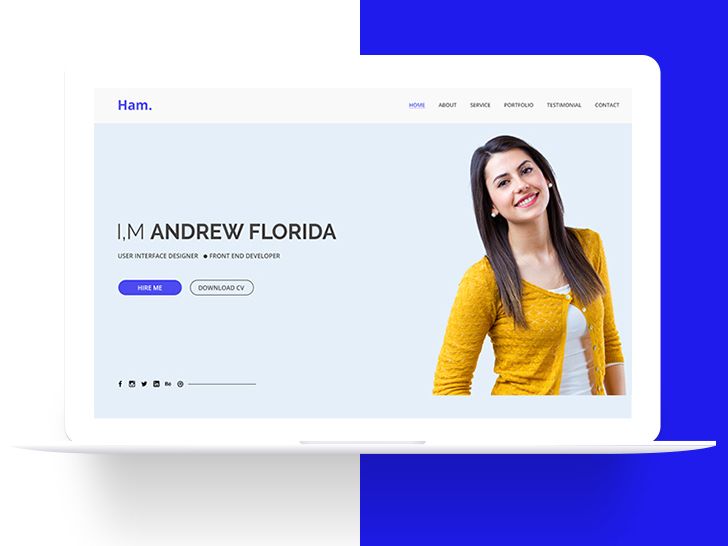 Ham.
HOME ABOUT SERVICE PORTFOLIO TESTIMONIAL CONTACT
I,M ANDREW FLORIDA
USER INTERFACE DESIGNER ● FRONT END DEVELOPER
HIRE ME DOWNLOAD CV